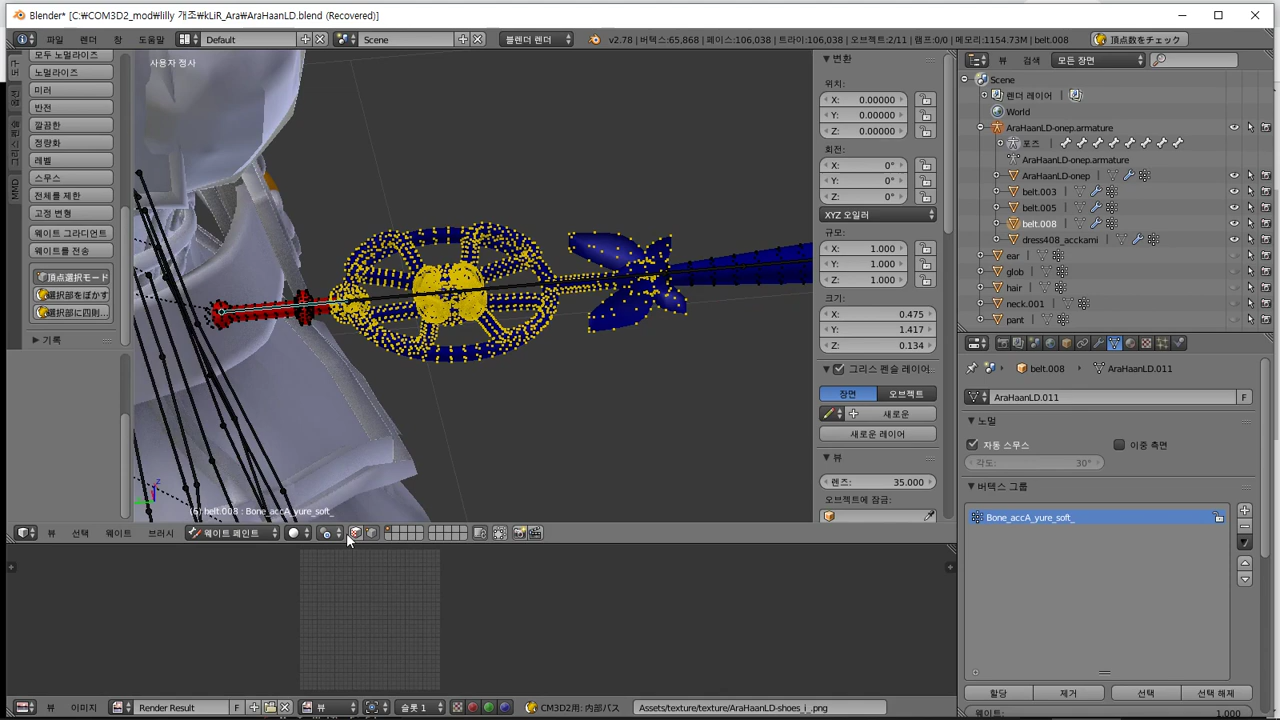 Blender* [C:₩COM3D2_mod₩lilly 개조₩kLiR_Ara₩AraHaanLD.blend (Recovered)]
파일 렌더 창 도움말 Default Scene 블렌더 렌더 v2.78 | 버텍스:65,868 | 페이스:106,038 | 트라이:106,038 | 오브젝트:2/11 | 램프:0/0 | 메모리:1154.73M | belt.008 頂点数をチェック
모두 노멀라이즈
노멀라이즈
미러
반전
깔끔한
정량화
레벨
스무스
전체를 제한
고정 변형
웨이트 그라디언트
웨이트를 전송
頂点選択モード
選択部をぼかす
選択部に四則...
기록
MMD
사용자 정사
(6) belt.008 : Bone_accA_yure_soft_
변환
위치:
X: 0.00000
Y: 0.00000
Z: 0.00000
회전:
X: 0°
Y: 0°
Z: 0°
XYZ 오일러
규모:
X: 1.000
Y: 1.000
Z: 1.000
크기:
X: 0.475
Y: 1.417
Z: 0.134
그리스 펜슬 레이어
장면 오브젝트
새로운
새로운 레이어
뷰
렌즈: 35.000
오브젝트에 잠금:
뷰 검색 모든 장면
Scene
렌더 레이어
World
AraHaanLD-onep.armature
포즈
AraHaanLD-onep.armature
AraHaanLD-onep
belt.003
belt.005
belt.008
dress408_acckami
ear
glob
hair
neck.001
pant
belt.008 AraHaanLD.011
AraHaanLD.011 F
노멀
자동 스무스 이중 측면
각도: 30°
버텍스 그룹
Bone_accA_yure_soft_
할당 제거 선택 선택 해제
웨이트: 1.000
뷰 선택 웨이트 브러시 웨이트 페인트
뷰 이미지 Render Result F 뷰 슬롯 1 CM3D2用: 内部パス Assets/texture/texture/AraHaanLD-shoes_i_.png